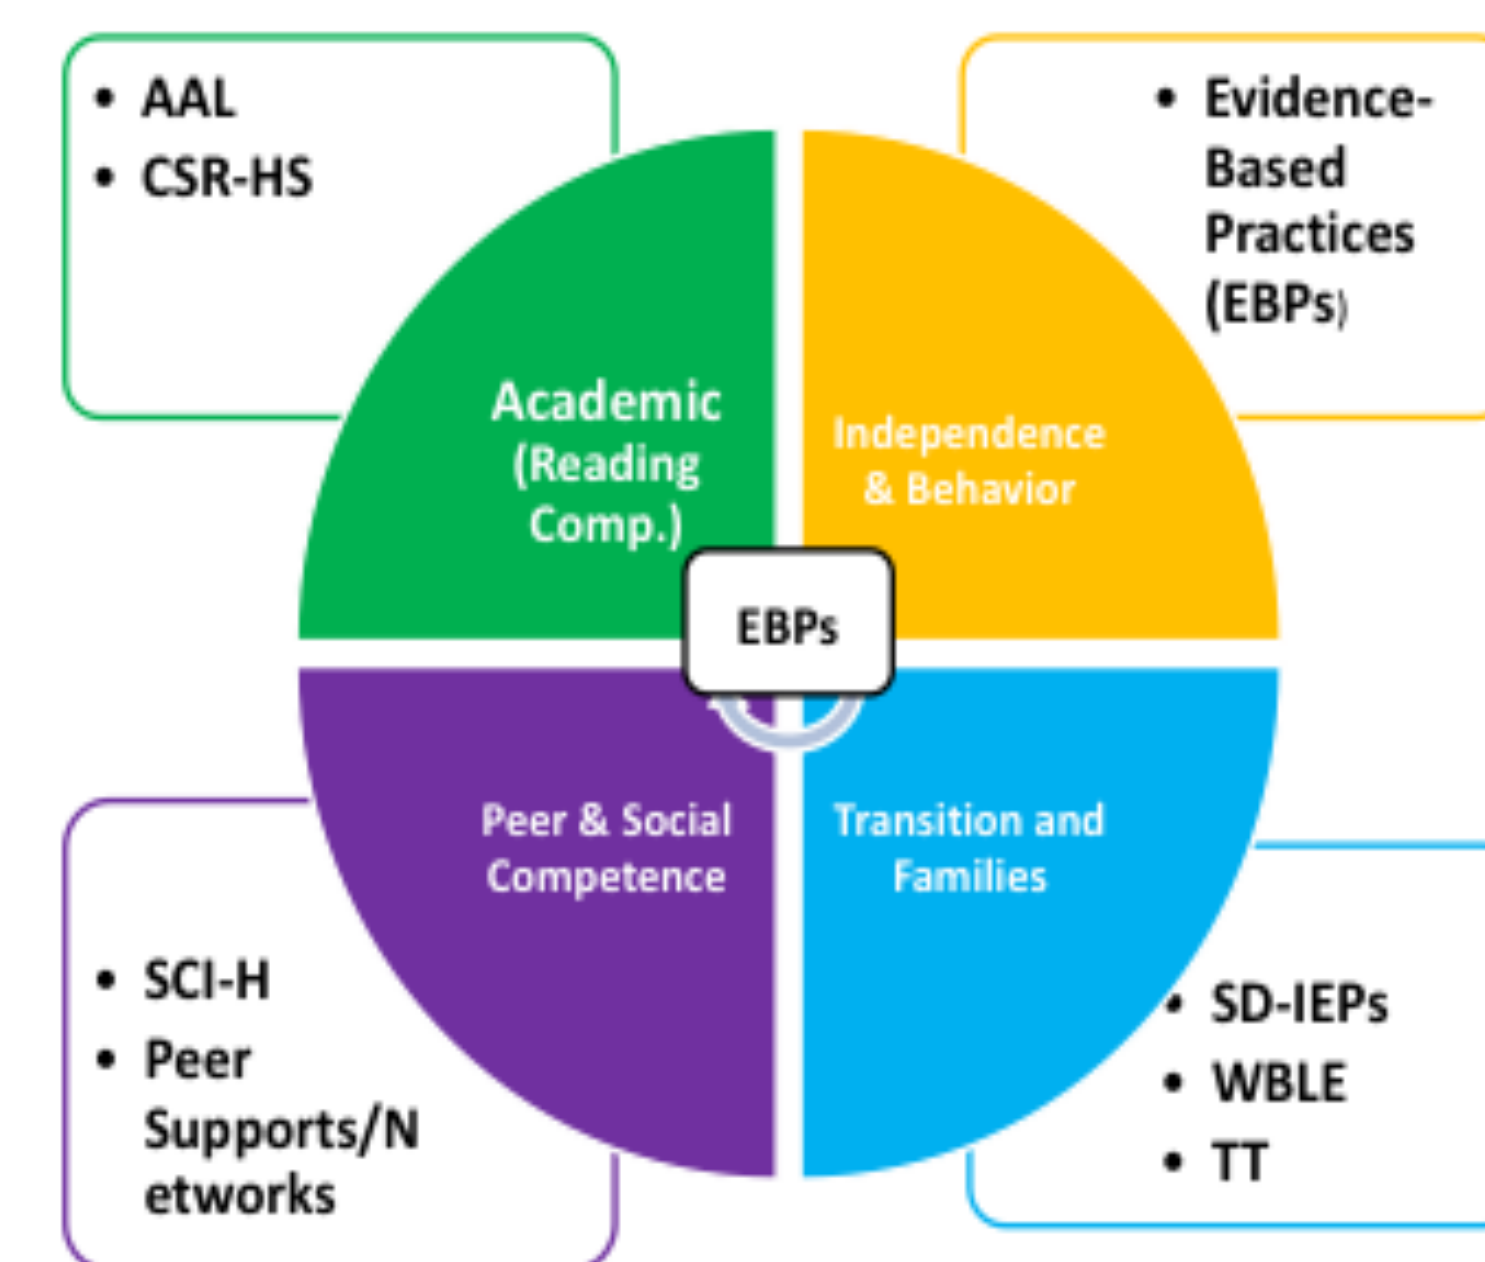 • AAL
• CSR-HS
• Evidence-
Based
Practices
(EBPs)
Academic
(Reading
Comp.)
Independence
& Behavior
EBPs
Peer & Social
Competence
Transition and
Families
• SCI-H
• Peer
Supports/N
etworks
• SD-IEPs
• WBLE
• TT